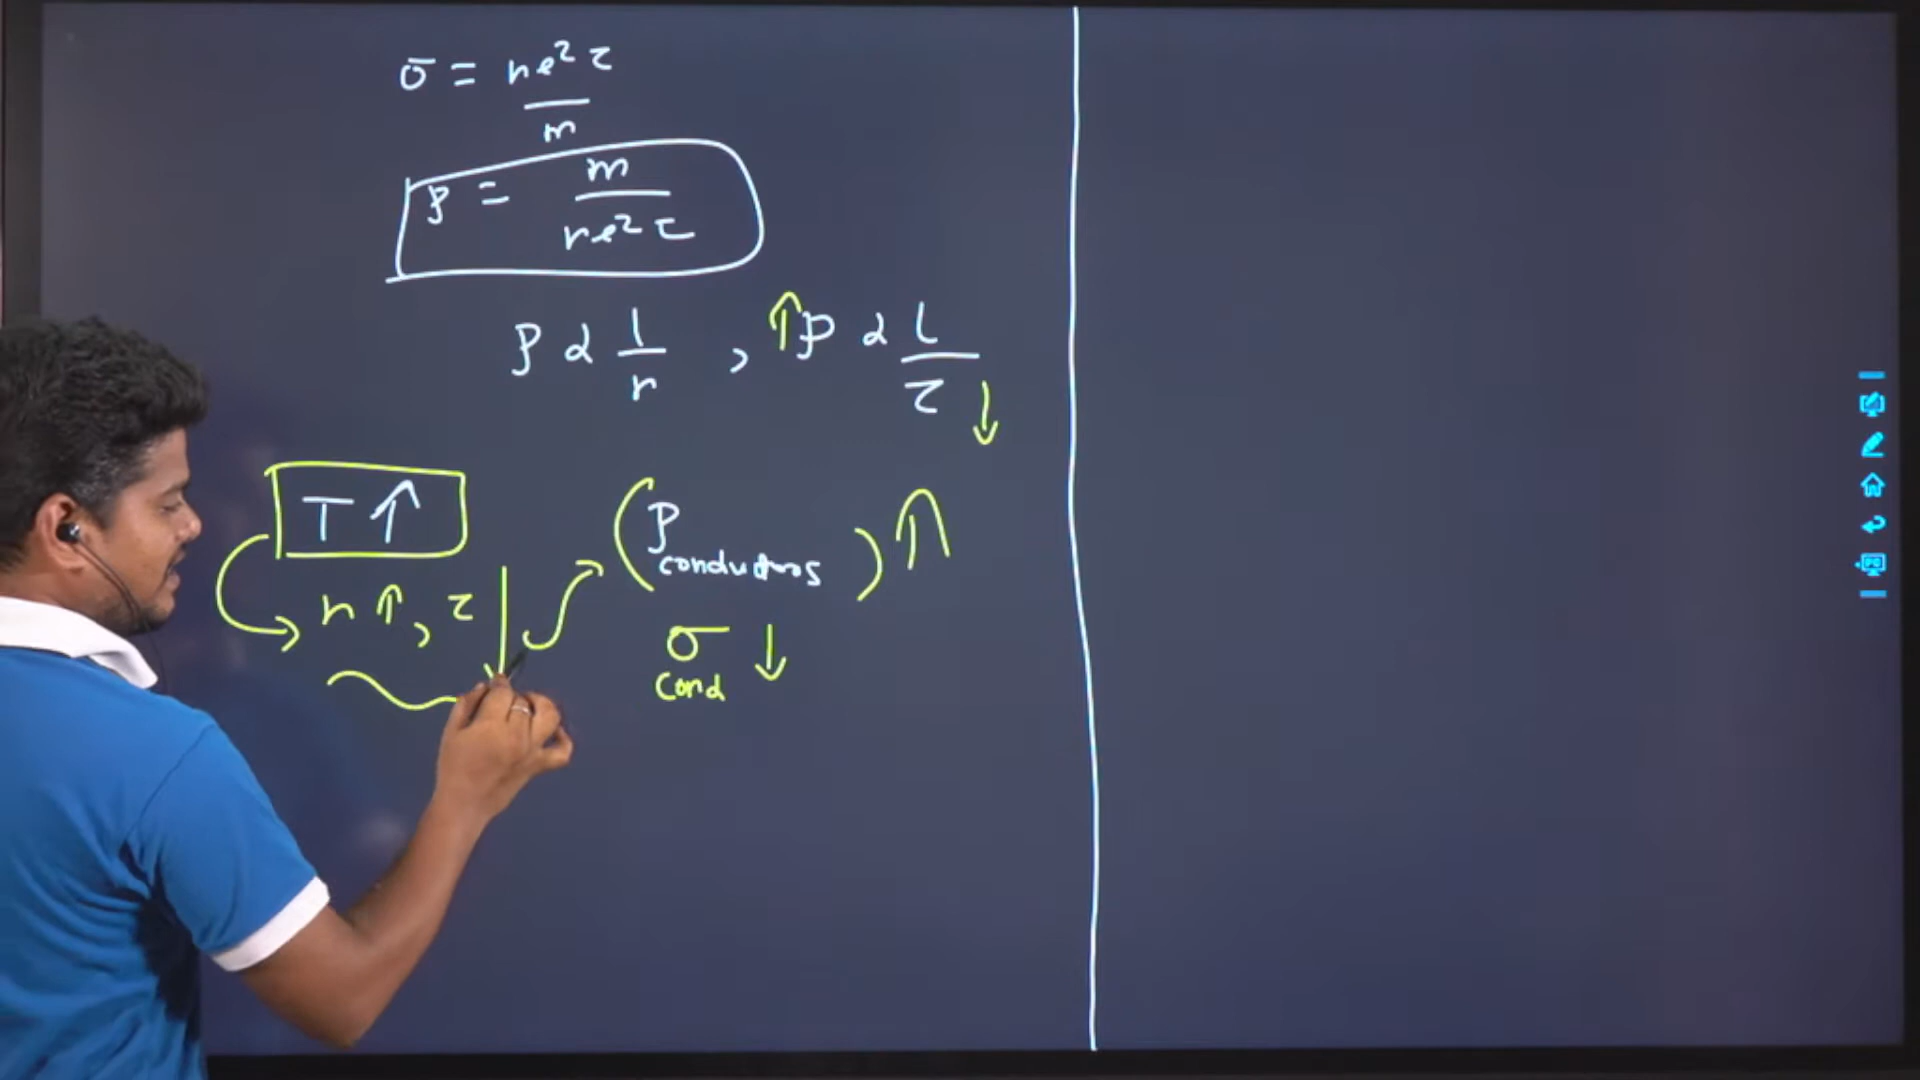 σ = ne²τ / m
ρ = m / ne²τ
ρ α 1/n , ↑ρ α 1/τ ↓
T ↑ (ρ conductors) ↑
n ↑, τ ↓ σ cond ↓